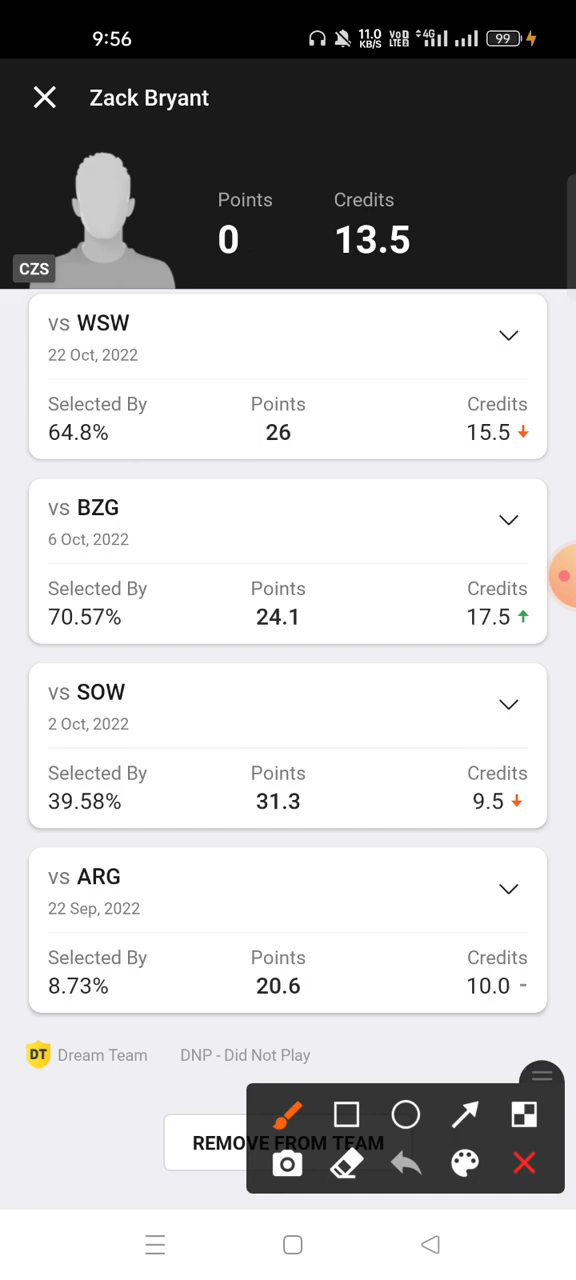 9:56
11.0 KB/S VoD LTE2 4G 99
Zack Bryant
Points Credits
0 13.5
CZS
vs WSW
22 Oct, 2022
Selected By Points Credits
64.8% 26 15.5
vs BZG
6 Oct, 2022
Selected By Points Credits
70.57% 24.1 17.5
vs SOW
2 Oct, 2022
Selected By Points Credits
39.58% 31.3 9.5
vs ARG
22 Sep, 2022
Selected By Points Credits
8.73% 20.6 10.0 -
DT Dream Team DNP - Did Not Play
REMOVE FROM TEAM